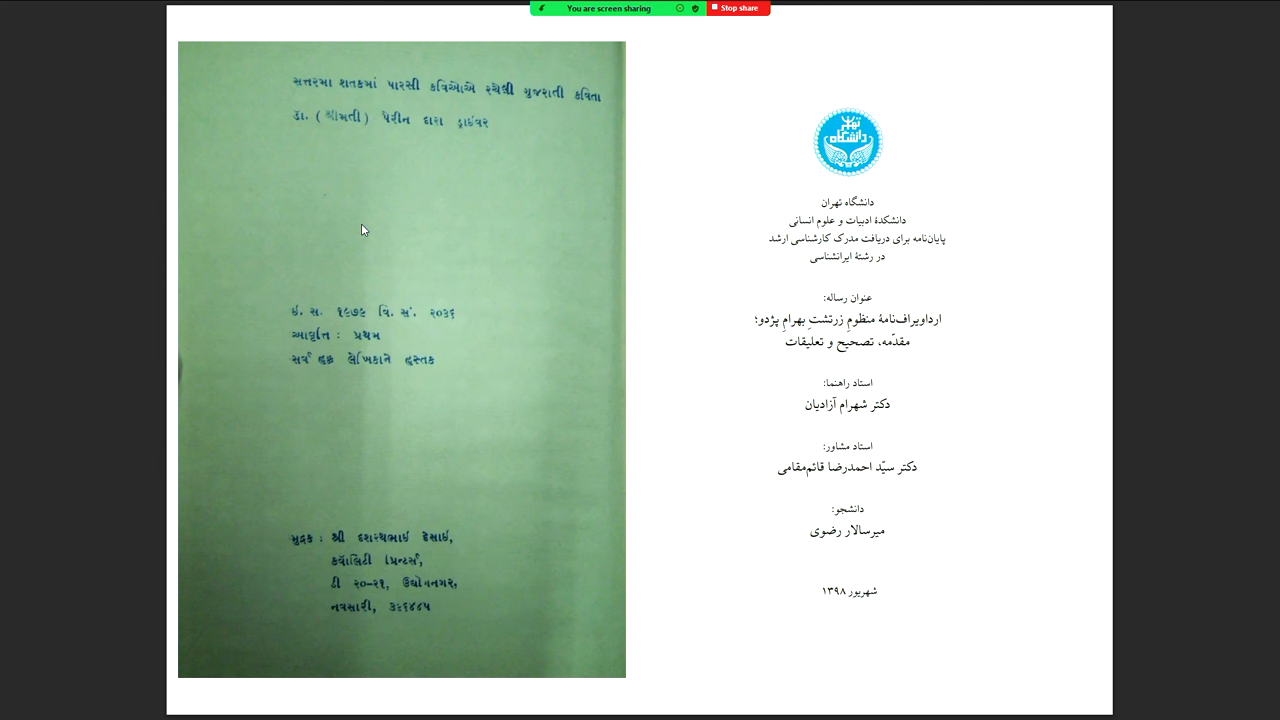 You are screen sharing
Stop share
સત્તરમા શતકમાં પારસી કવિઓએ રચેલી ગુજરાતી કવિતા
ડા. (શ્રીમતી) પેરીન દારા ડ્રાઇવર
ઇ. સ. ૧૯૭૯ વિ. સં. ૨૦૩૬
આવૃત્તિ : પ્રથમ
સર્વ હક્ક લેખિકાને હસ્તક
મુદ્રક : શ્રી દશરથભાઇ દેસાઇ,
કવૉલિટી પ્રિન્ટર્સ,
ટી ૨૦-૨૧, ઉદ્યોગનગર,
નવસારી, ૩૯૬૪૪૫
دانشگاه تهران
دانشگاه تهران
دانشکدهٔ ادبیات و علوم انسانی
پایان‌نامه برای دریافت مدرک کارشناسی ارشد
در رشتهٔ ایرانشناسی
عنوان رساله:
ارداویراف‌نامهٔ منظومِ زرتشتِ بهرامِ پژدو؛
مقدّمه، تصحیح و تعلیقات
استاد راهنما:
دکتر شهرام آزادیان
استاد مشاور:
دکتر سیّد احمدرضا قائم‌مقامی
دانشجو:
میرسالار رضوی
شهریور ۱۳۹۸